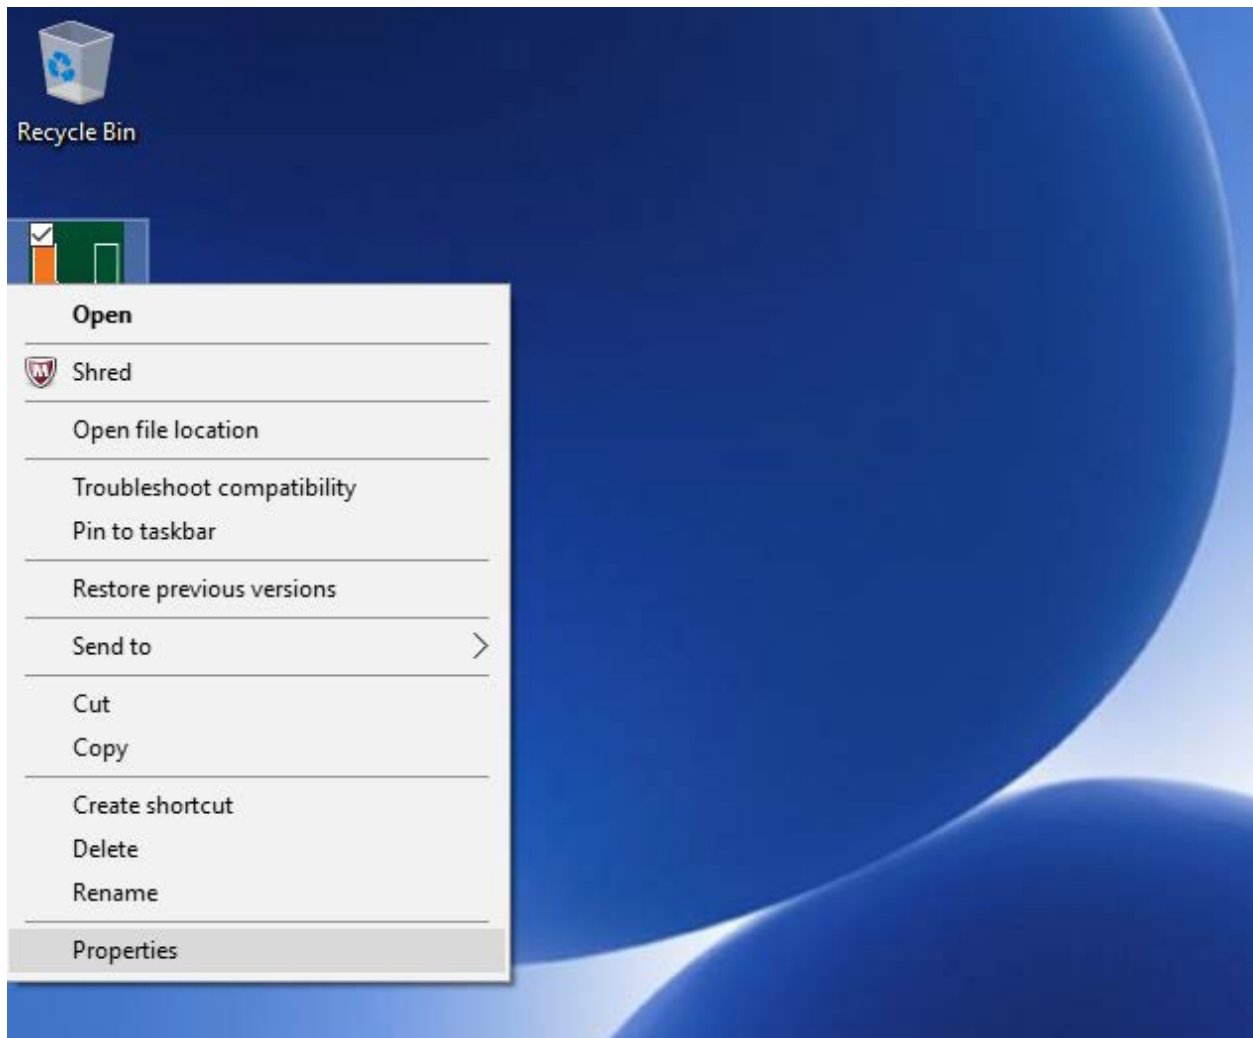 Recycle Bin
Open
Shred
Open file location
Troubleshoot compatibility
Pin to taskbar
Restore previous versions
Send to
Cut
Copy
Create shortcut
Delete
Rename
Properties